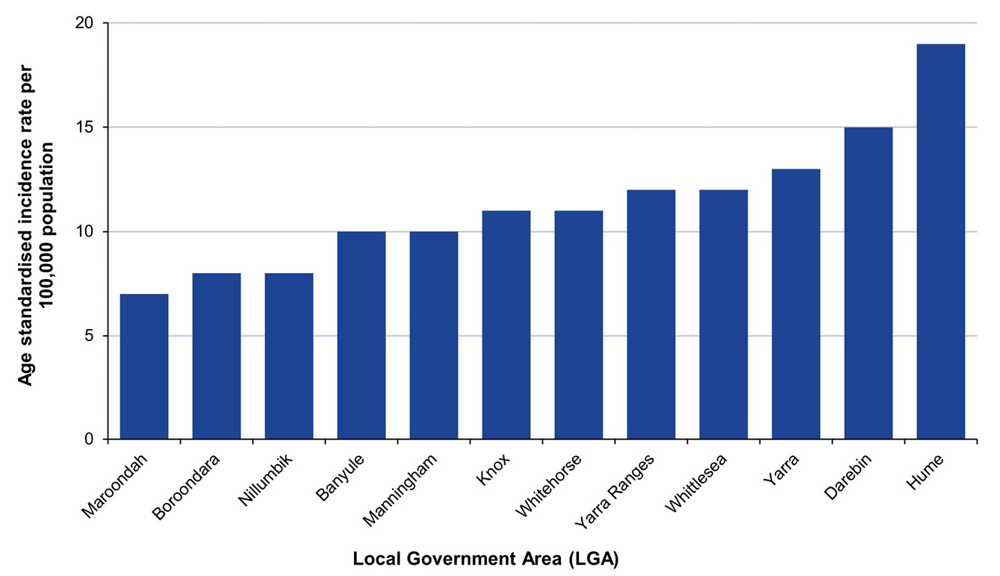 Age standardised incidence rate per
100,000 population
20
15
10
5
0
Maroondah
Boroondara
Nillumbik
Banyule
Manningham
Knox
Whitehorse
Yarra Ranges
Whittlesea
Yarra
Darebin
Hume
Local Government Area (LGA)